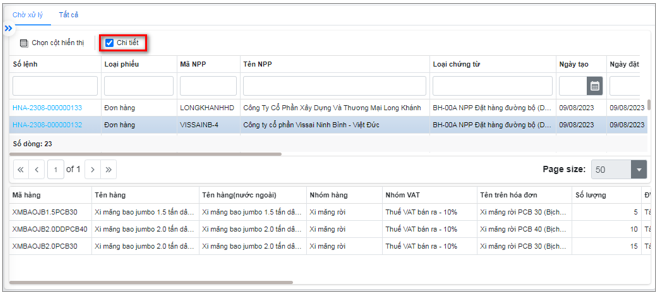 Chờ xử lý Tất cả
Chọn cột hiển thị Chi tiết
Số lệnh Loại phiếu Mã NPP Tên NPP Loại chứng từ Ngày tạo Ngày đặt
HNA-2308-000000133 Đơn hàng LONGKHANHHD Công Ty Cổ Phần Xây Dựng Và Thương Mại Long Khánh BH-00A NPP Đặt hàng đường bộ (D... 09/08/2023 09/08/2023
HNA-2308-000000132 Đơn hàng VISSAINB-4 Công ty cổ phần Vissai Ninh Bình - Việt Đức BH-00A NPP Đặt hàng đường bộ (D... 09/08/2023 09/08/2023
Số dòng: 23
1 of 1 Page size: 50
Mã hàng Tên hàng Tên hàng(nước ngoài) Nhóm hàng Nhóm VAT Tên trên hóa đơn Số lượng
XMBAOJB1.5PCB30 Xi măng bao jumbo 1.5 tấn dâ... Xi măng bao jumbo 1.5 tấn dâ... Xi măng rời Thuế VAT bán ra - 10% Xi măng rời PCB 30 (Bịch... 5
XMBAOJB2.0DDPCB40 Xi măng bao jumbo 2.0 tấn dâ... Xi măng bao jumbo 2.0 tấn dâ... Xi măng rời Thuế VAT bán ra - 10% Xi măng rời PCB 40 (Bịch... 10
XMBAOJB2.0PCB30 Xi măng bao jumbo 2.0 tấn dâ... Xi măng bao jumbo 2.0 tấn dâ... Xi măng rời Thuế VAT bán ra - 10% Xi măng rời PCB 30 (Bịch... 15